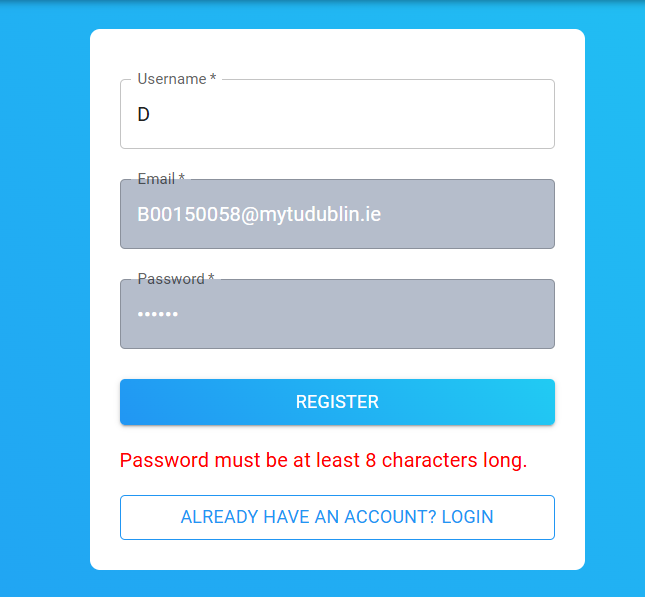 Username *
D
Email *
B00150058@mytudublin.ie
Password *
••••••
REGISTER
Password must be at least 8 characters long.
ALREADY HAVE AN ACCOUNT? LOGIN